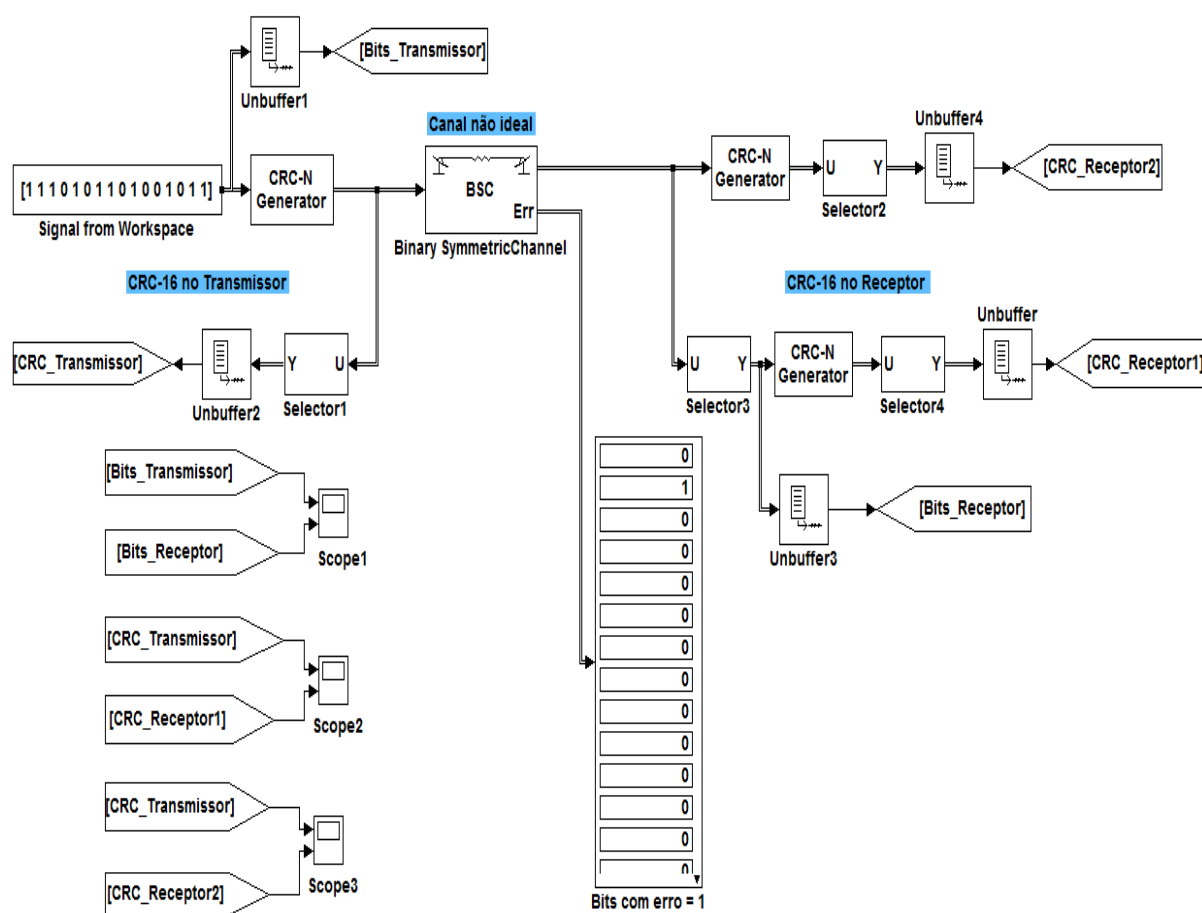 [Bits_Transmissor]
Unbuffer1
Canal não ideal
Unbuffer4
[1 1 1 0 1 0 1 1 0 1 0 0 1 0 1 1]
Signal from Workspace
CRC-N
Generator
BSC
Err
Binary SymmetricChannel
CRC-N
Generator
U
Y
Selector2
[CRC_Receptor2]
CRC-16 no Transmissor
CRC-16 no Receptor
Unbuffer
[CRC_Transmissor]
Unbuffer2
Y
U
Selector1
U
Y
Selector3
CRC-N
Generator
U
Y
Selector4
[CRC_Receptor1]
[Bits_Transmissor]
[Bits_Receptor]
Scope1
Unbuffer3
[Bits_Receptor]
[CRC_Transmissor]
[CRC_Receptor1]
Scope2
[CRC_Transmissor]
[CRC_Receptor2]
Scope3
0
1
0
0
0
0
0
0
0
0
0
0
0
0
Bits com erro = 1